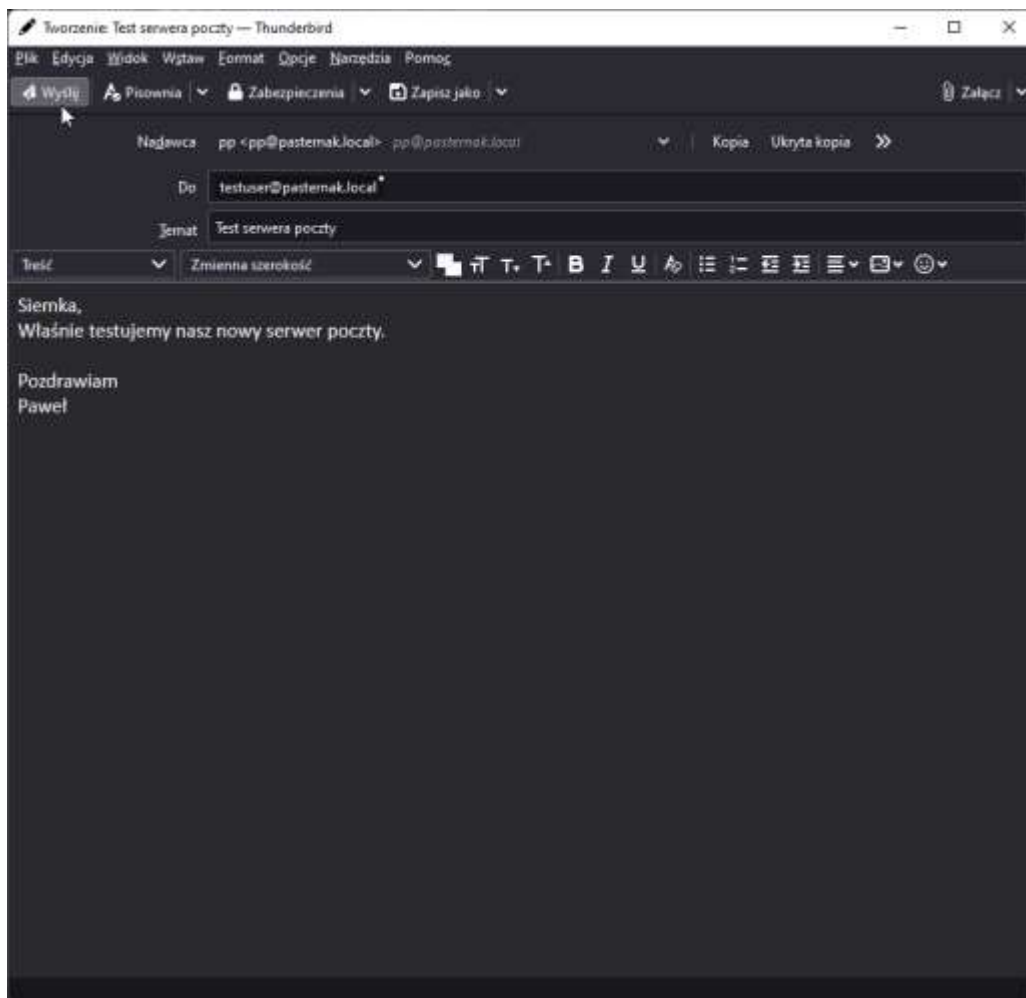 Tworzenie: Test serwera poczty — Thunderbird
Plik Edycja Widok Wstaw Format Opcje Narzędzia Pomoc
Wyślij Pisownia Zabezpieczenia Zapisz jako Załącz
Nadawca pp <pp@pasternak.local> pp@pasternak.local Kopia Ukryta kopia
Do testuser@pasternak.local
Temat Test serwera poczty
Treść Zmienna szerokość
Siemka,
Właśnie testujemy nasz nowy serwer poczty.
Pozdrawiam
Paweł